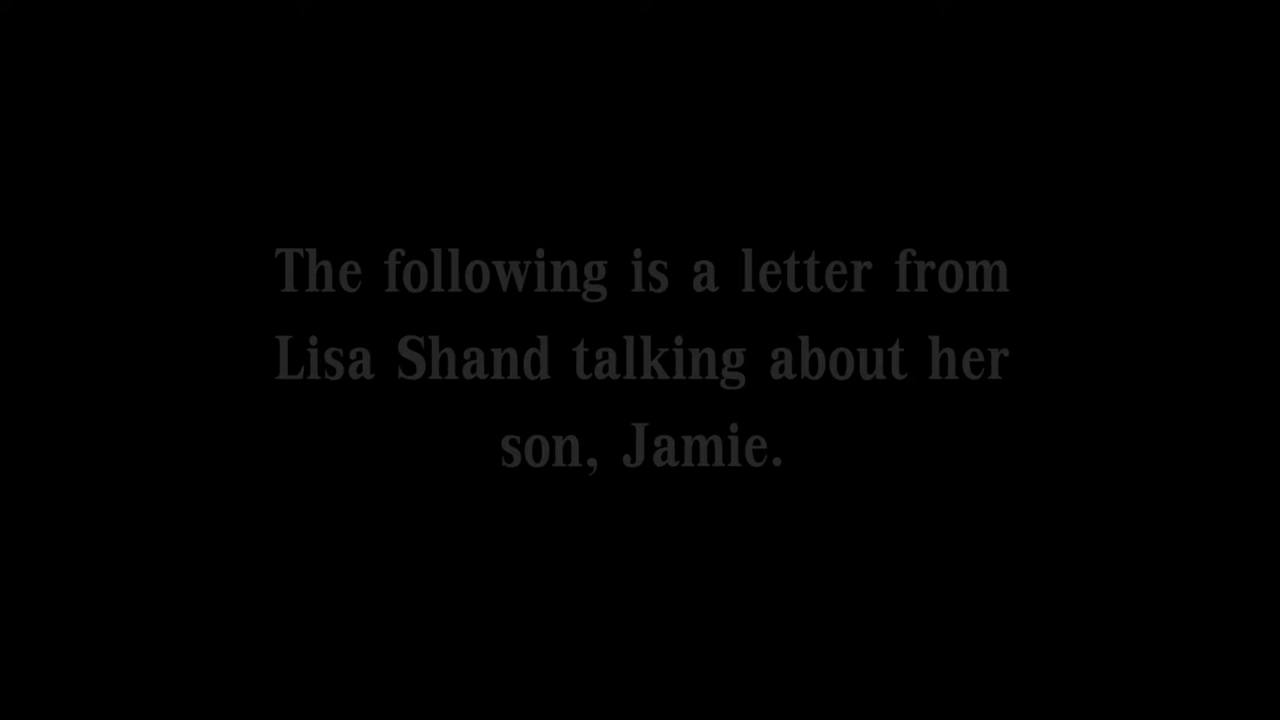 The following is a letter from
Lisa Shand talking about her
son, Jamie.